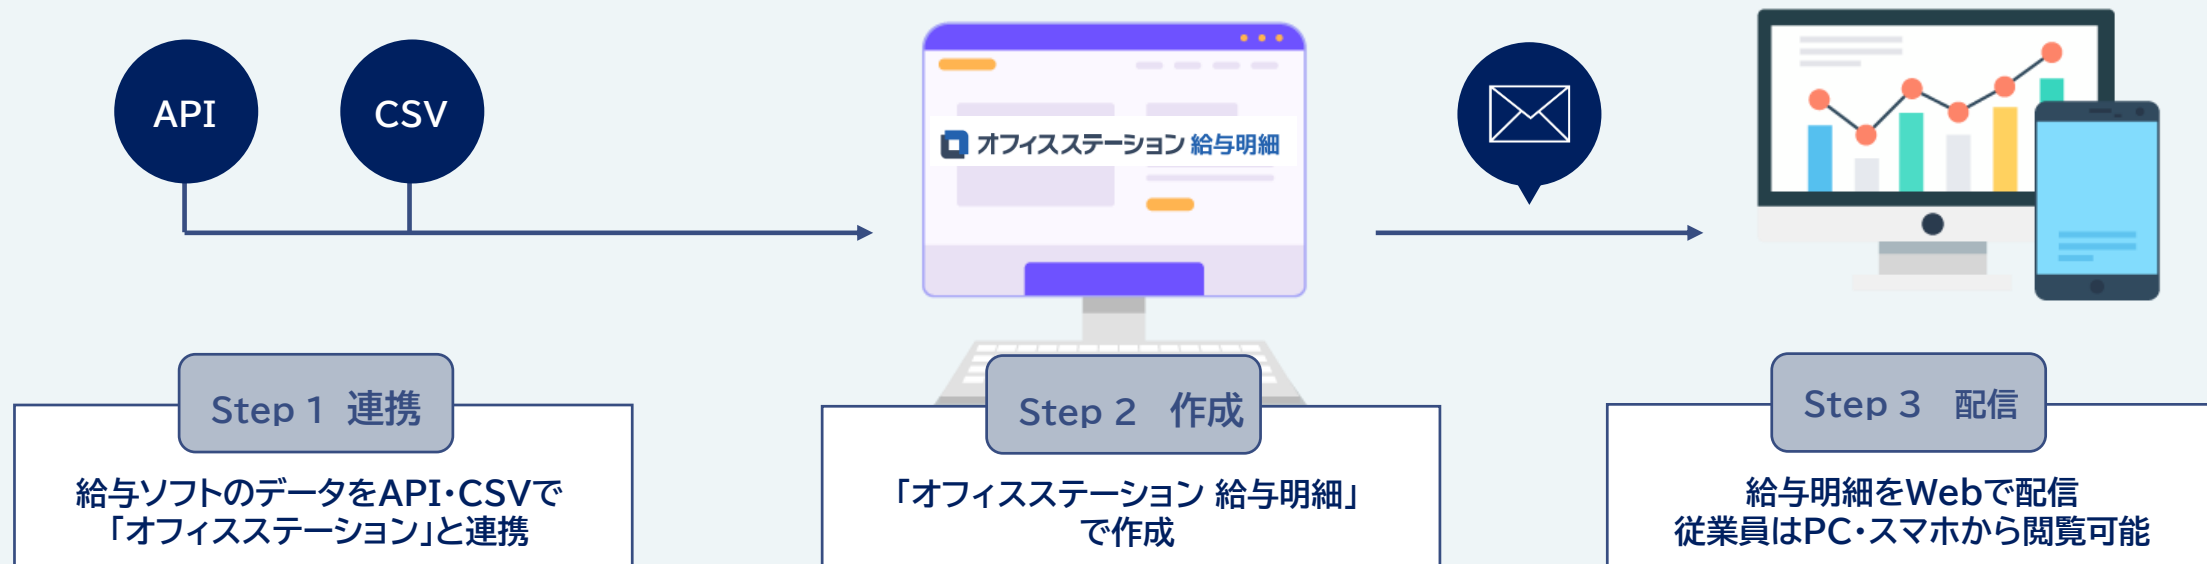 API
CSV
オフィスステーション 給与明細
Step 1 連携
給与ソフトのデータをAPI・CSVで
「オフィスステーション」と連携
Step 2 作成
「オフィスステーション 給与明細」
で作成
Step 3 配信
給与明細をWebで配信
従業員はPC・スマホから閲覧可能